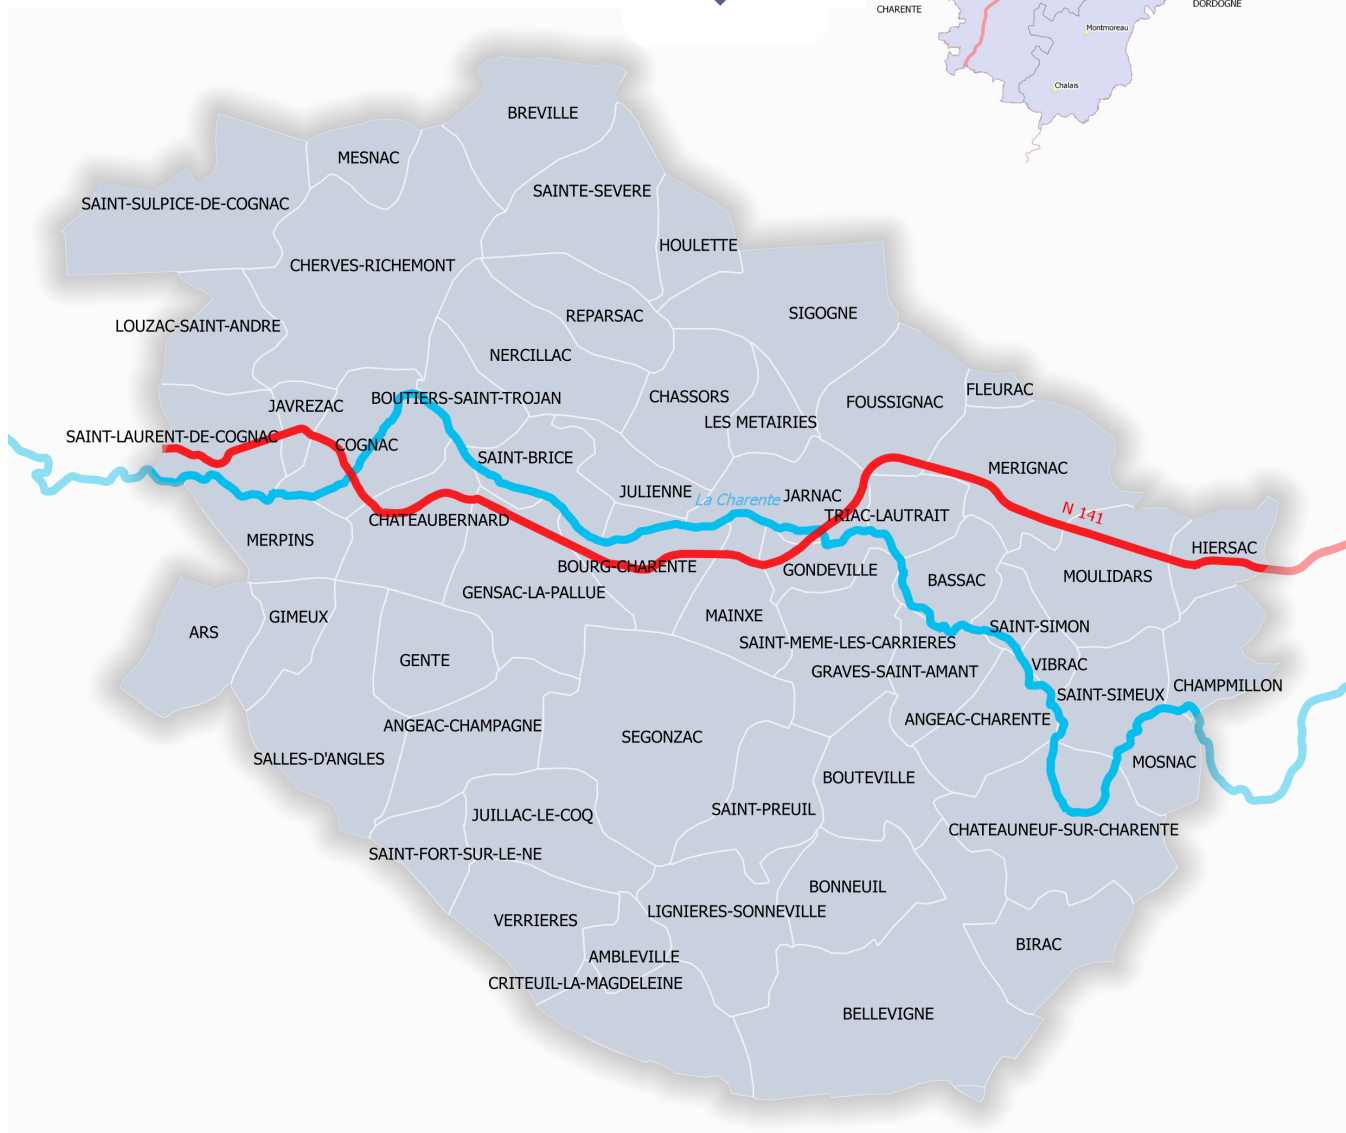 CHARENTE
DORDOGNE
Montmoreau
Chalais
BREVILLE
MESNAC
SAINTE-SEVERE
SAINT-SULPICE-DE-COGNAC
HOULETTE
CHERVES-RICHEMONT
SIGOGNE
REPARSAC
LOUZAC-SAINT-ANDRE
NERCILLAC
FLEURAC
CHASSORS
BOUTIERS-SAINT-TROJAN
FOUSSIGNAC
JAVREZAC
LES METAIRIES
SAINT-LAURENT-DE-COGNAC
COGNAC
SAINT-BRICE
MERIGNAC
JULIENNE
La Charente
JARNAC
N 141
TRIAC-LAUTRAIT
CHATEAUBERNARD
MERPINS
HIERSAC
BOURG-CHARENTE
GONDEVILLE
MOULIDARS
BASSAC
GENSAC-LA-PALLUE
GIMEUX
MAINXE
SAINT-SIMON
ARS
SAINT-MEME-LES-CARRIERES
GENTE
VIBRAC
GRAVES-SAINT-AMANT
CHAMPMILLON
SAINT-SIMEUX
ANGEAC-CHARENTE
ANGEAC-CHAMPAGNE
SEGONZAC
SALLES-D'ANGLES
MOSNAC
BOUTEVILLE
SAINT-PREUIL
JUILLAC-LE-COQ
CHATEAUNEUF-SUR-CHARENTE
SAINT-FORT-SUR-LE-NE
BONNEUIL
LIGNIERES-SONNEVILLE
VERRIERES
BIRAC
AMBLEVILLE
CRITEUIL-LA-MAGDELEINE
BELLEVIGNE